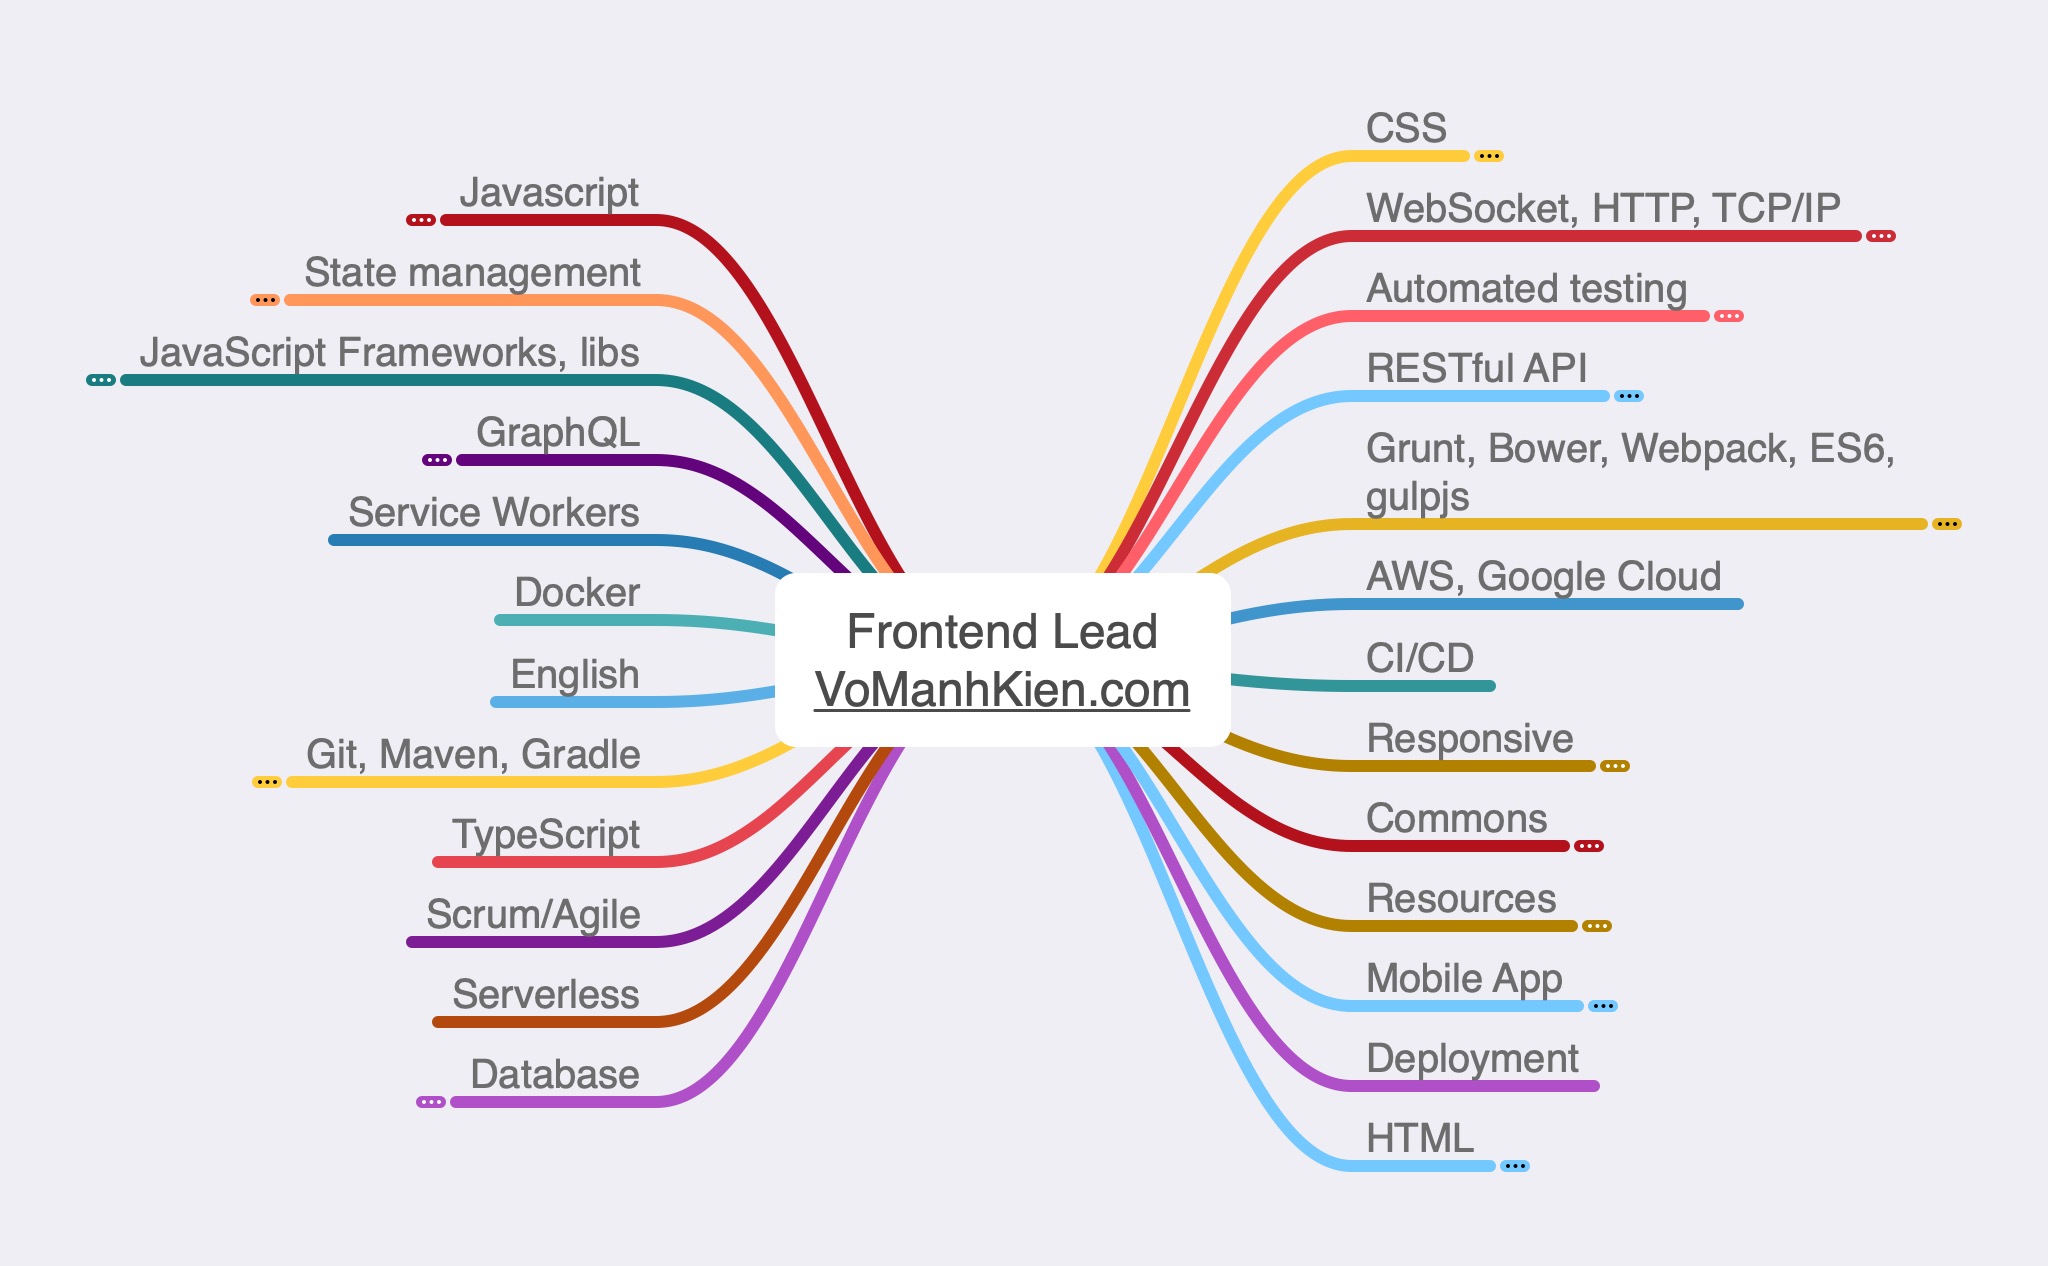 Frontend Lead
VoManhKien.com
Javascript
State management
JavaScript Frameworks, libs
GraphQL
Service Workers
Docker
English
Git, Maven, Gradle
TypeScript
Scrum/Agile
Serverless
Database
CSS
WebSocket, HTTP, TCP/IP
Automated testing
RESTful API
Grunt, Bower, Webpack, ES6,
gulpjs
AWS, Google Cloud
CI/CD
Responsive
Commons
Resources
Mobile App
Deployment
HTML